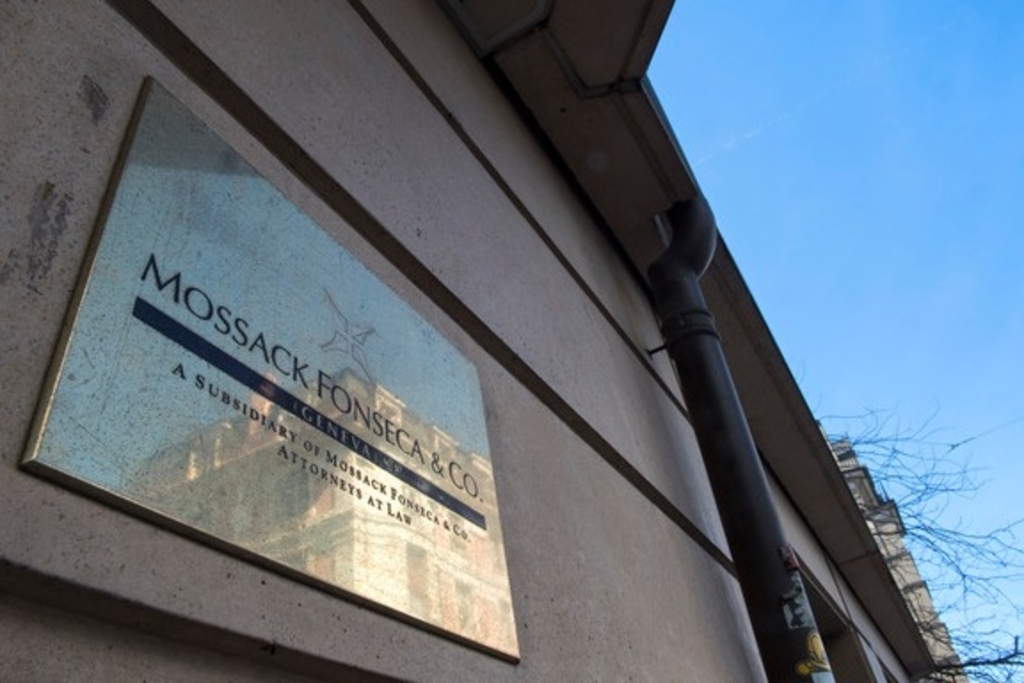 MOSSACK FONSECA & CO.
(GENEVA)
A SUBSIDIARY OF MOSSACK FONSECA & CO.
ATTORNEYS AT LAW